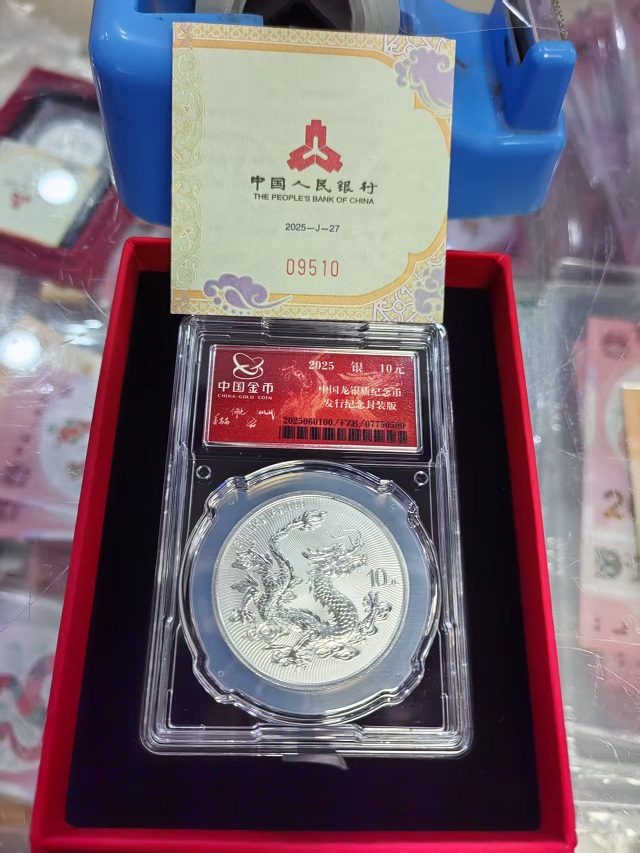 中国人民银行
THE PEOPLE'S BANK OF CHINA
2025-J-27
09510
中国金币
CHINA GOLD COIN
2025 银 10元
中国龙银质纪念币
发行纪念封装版
2025060100/FZB/07750500
10元